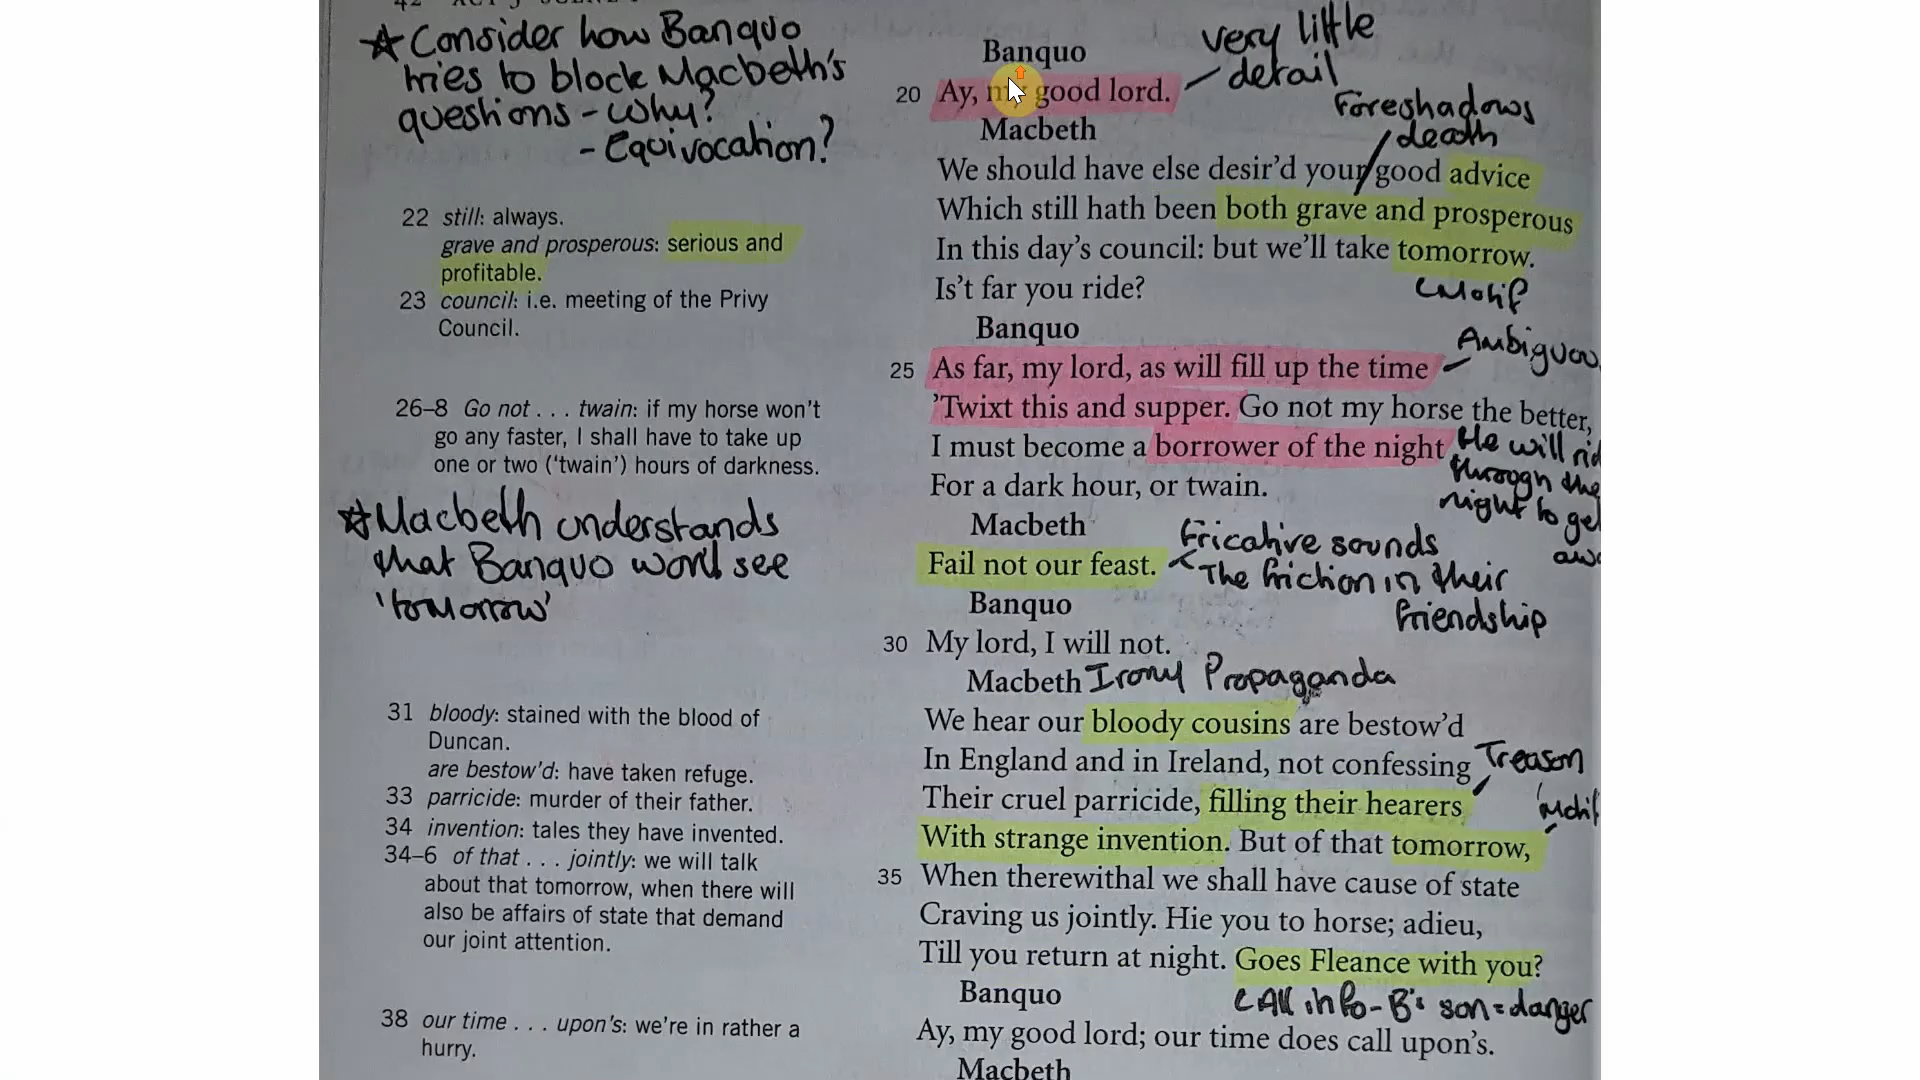 ☆ Consider how Banquo
tries to block Macbeth's
questions - why?
- Equivocation?
22 still: always.
grave and prosperous: serious and
profitable.
23 council: i.e. meeting of the Privy
Council.
26–8 Go not . . . twain: if my horse won't
go any faster, I shall have to take up
one or two ('twain') hours of darkness.
☆ Macbeth understands
that Banquo won't see
'tomorrow'
31 bloody: stained with the blood of
Duncan.
are bestow'd: have taken refuge.
33 parricide: murder of their father.
34 invention: tales they have invented.
34–6 of that . . . jointly: we will talk
about that tomorrow, when there will
also be affairs of state that demand
our joint attention.
38 our time . . . upon's: we're in rather a
hurry.
Banquo
very little
detail
20 Ay, my good lord.
Foreshadows
death
Macbeth
We should have else desir'd your good advice
Which still hath been both grave and prosperous
In this day's council: but we'll take tomorrow.
Is't far you ride?
Motif
Banquo
Ambiguou
25 As far, my lord, as will fill up the time
'Twixt this and supper. Go not my horse the better,
I must become a borrower of the night
He will rid
through the
night to get
For a dark hour, or twain.
Macbeth
Fricative sounds
Fail not our feast.
The friction in their
friendship
Banquo
30 My lord, I will not.
Macbeth Irony Propaganda
We hear our bloody cousins are bestow'd
In England and in Ireland, not confessing
Treason
Their cruel parricide, filling their hearers
Motif
With strange invention. But of that tomorrow,
35 When therewithal we shall have cause of state
Craving us jointly. Hie you to horse; adieu,
Till you return at night. Goes Fleance with you?
Banquo
All info - B's son = danger
Ay, my good lord; our time does call upon's.
Macbeth